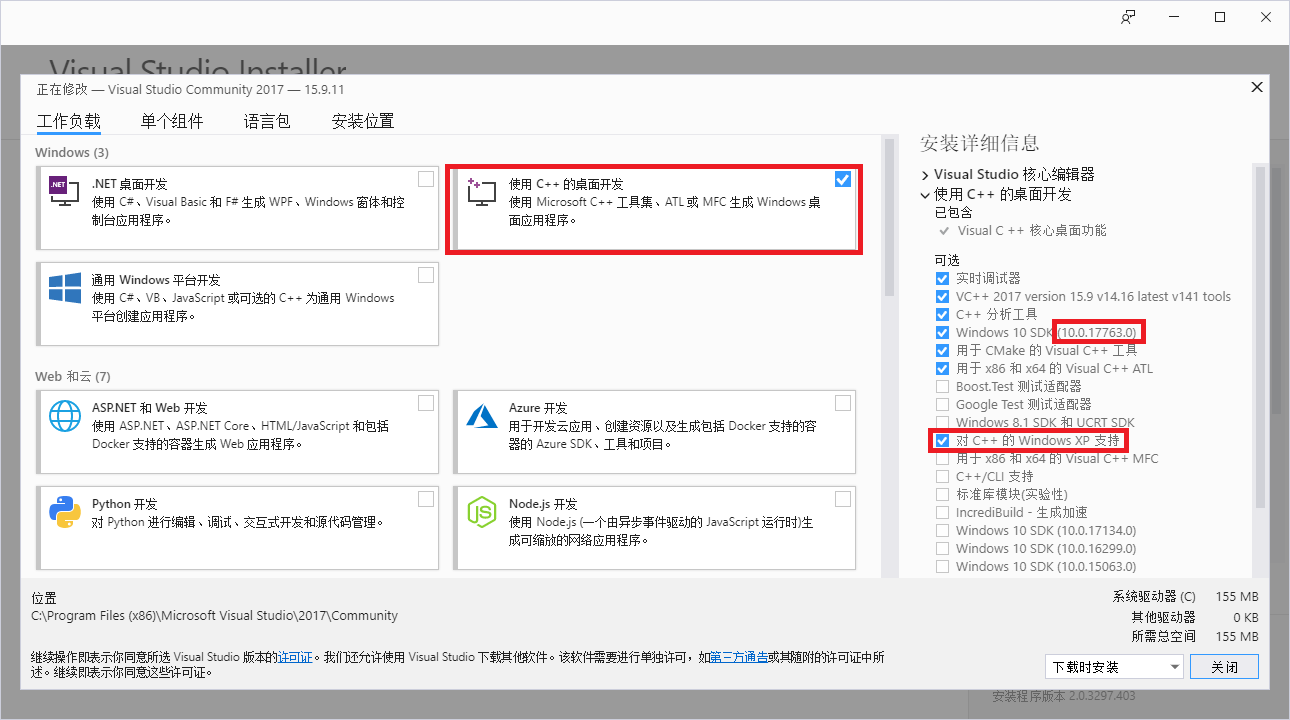 Visual Studio Installer
正在修改 — Visual Studio Community 2017 — 15.9.11
工作负载
单个组件
语言包
安装位置
Windows (3)
.NET 桌面开发
使用 C#、Visual Basic 和 F# 生成 WPF、Windows 窗体和控
制台应用程序。
使用 C++ 的桌面开发
使用 Microsoft C++ 工具集、ATL 或 MFC 生成 Windows 桌
面应用程序。
通用 Windows 平台开发
使用 C#、VB、JavaScript 或可选的 C++ 为通用 Windows
平台创建应用程序。
Web 和云 (7)
ASP.NET 和 Web 开发
使用 ASP.NET、ASP.NET Core、HTML/JavaScript 和包括
Docker 支持的容器生成 Web 应用程序。
Azure 开发
用于开发云应用、创建资源以及生成包括 Docker 支持的容
器的 Azure SDK、工具和项目。
Python 开发
对 Python 进行编辑、调试、交互式开发和源代码管理。
Node.js 开发
使用 Node.js (一个由异步事件驱动的 JavaScript 运行时)生
成可缩放的网络应用程序。
安装详细信息
Visual Studio 核心编辑器
使用 C++ 的桌面开发
已包含
Visual C ++ 核心桌面功能
可选
实时调试器
VC++ 2017 version 15.9 v14.16 latest v141 tools
C++ 分析工具
Windows 10 SDK (10.0.17763.0)
用于 CMake 的 Visual C++ 工具
用于 x86 和 x64 的 Visual C++ ATL
Boost.Test 测试适配器
Google Test 测试适配器
Windows 8.1 SDK 和 UCRT SDK
对 C++ 的 Windows XP 支持
用于 x86 和 x64 的 Visual C++ MFC
C++/CLI 支持
标准库模块(实验性)
IncrediBuild - 生成加速
Windows 10 SDK (10.0.17134.0)
Windows 10 SDK (10.0.16299.0)
Windows 10 SDK (10.0.15063.0)
位置
C:\Program Files (x86)\Microsoft Visual Studio\2017\Community
系统驱动器 (C) 155 MB
其他驱动器 0 KB
所需总空间 155 MB
继续操作即表示你同意所选 Visual Studio 版本的许可证。我们还允许使用 Visual Studio 下载其他软件。该软件需要进行单独许可，如第三方通告或其随附的许可证中所
述。继续即表示你同意这些许可证。
下载时安装
关闭
安装程序版本 2.0.3297.403